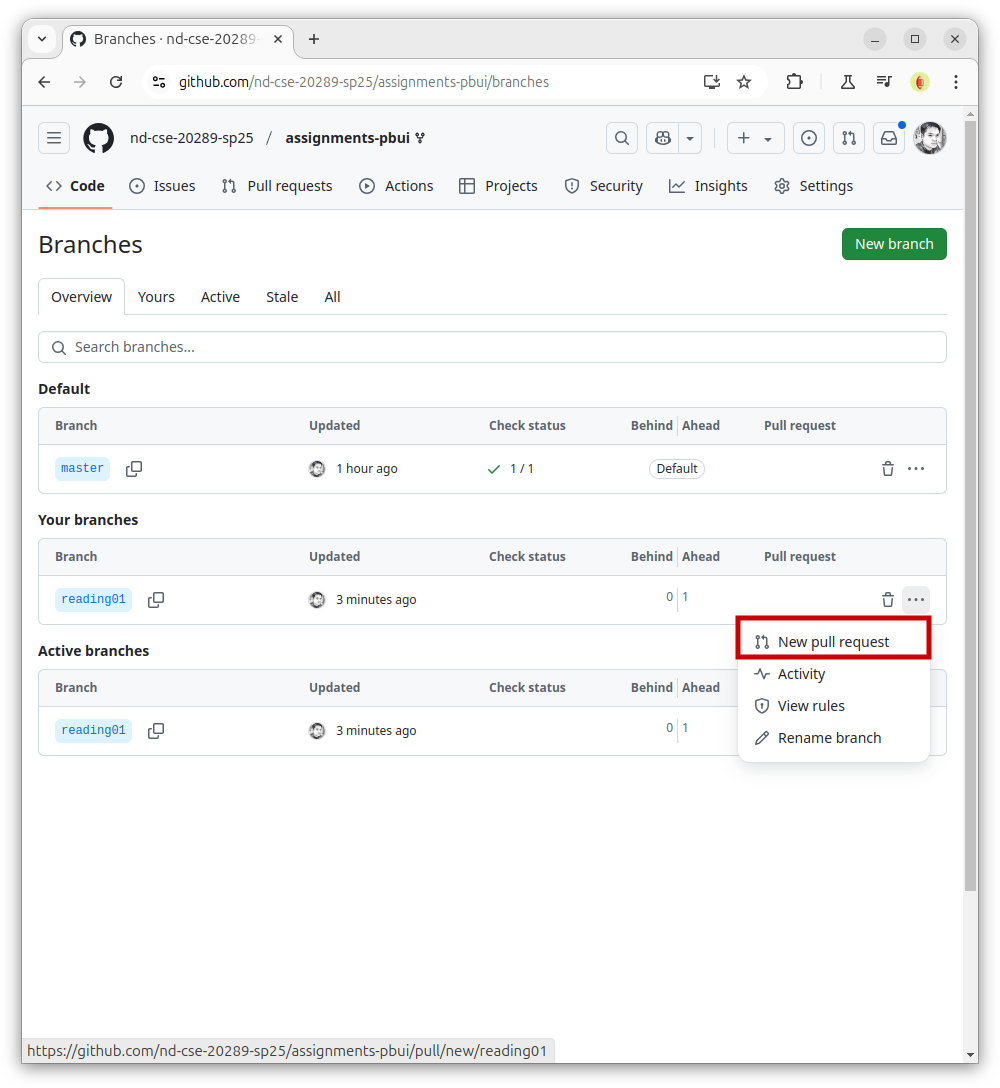 Branches · nd-cse-20289-
github.com/nd-cse-20289-sp25/assignments-pbui/branches
nd-cse-20289-sp25 / assignments-pbui
Code Issues Pull requests Actions Projects Security Insights Settings
Branches New branch
Overview Yours Active Stale All
Search branches...
Default
Branch Updated Check status Behind Ahead Pull request
master 1 hour ago 1 / 1 Default
Your branches
Branch Updated Check status Behind Ahead Pull request
reading01 3 minutes ago 0 1
New pull request
Activity
View rules
Rename branch
Active branches
Branch Updated Check status Behind Ahead
reading01 3 minutes ago 0 1
https://github.com/nd-cse-20289-sp25/assignments-pbui/pull/new/reading01